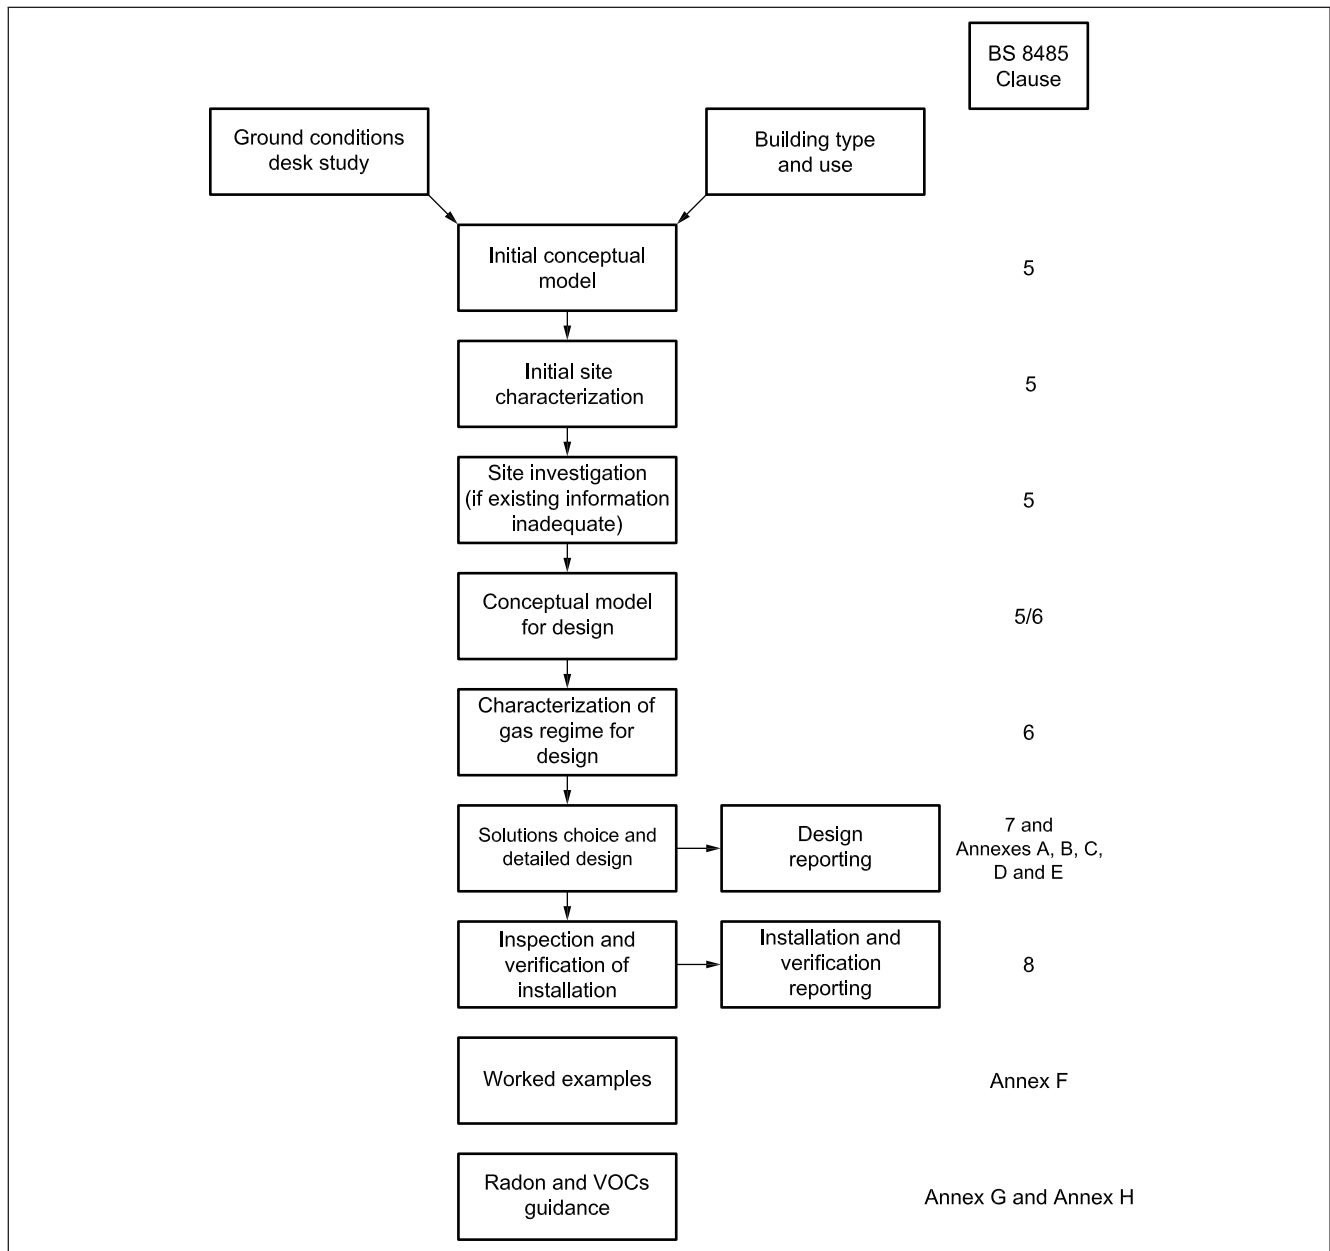 BS 8485
Clause
Ground conditions
desk study
Building type
and use
Initial conceptual
model
5
Initial site
characterization
5
Site investigation
(if existing information
inadequate)
5
Conceptual model
for design
5/6
Characterization of
gas regime for
design
6
Solutions choice and
detailed design
Design
reporting
7 and
Annexes A, B, C,
D and E
Inspection and
verification of
installation
Installation and
verification
reporting
8
Worked examples
Annex F
Radon and VOCs
guidance
Annex G and Annex H